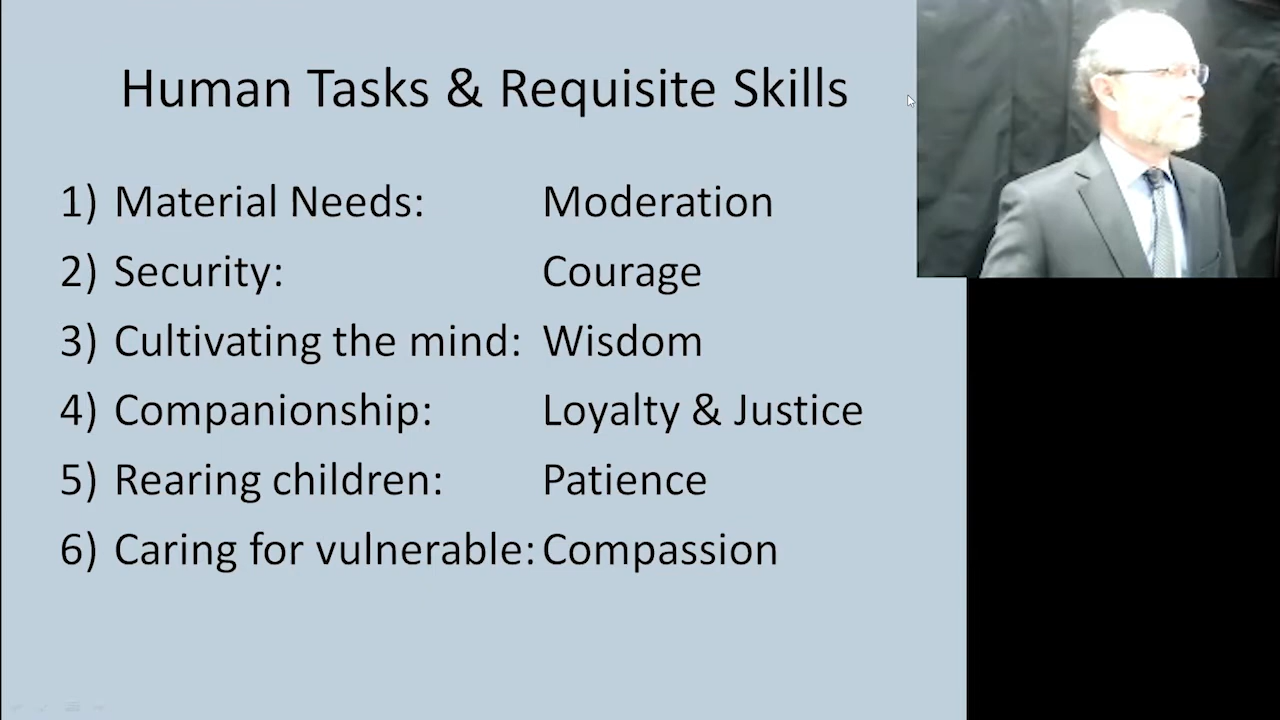 Human Tasks & Requisite Skills
1) Material Needs: Moderation
2) Security: Courage
3) Cultivating the mind: Wisdom
4) Companionship: Loyalty & Justice
5) Rearing children: Patience
6) Caring for vulnerable: Compassion